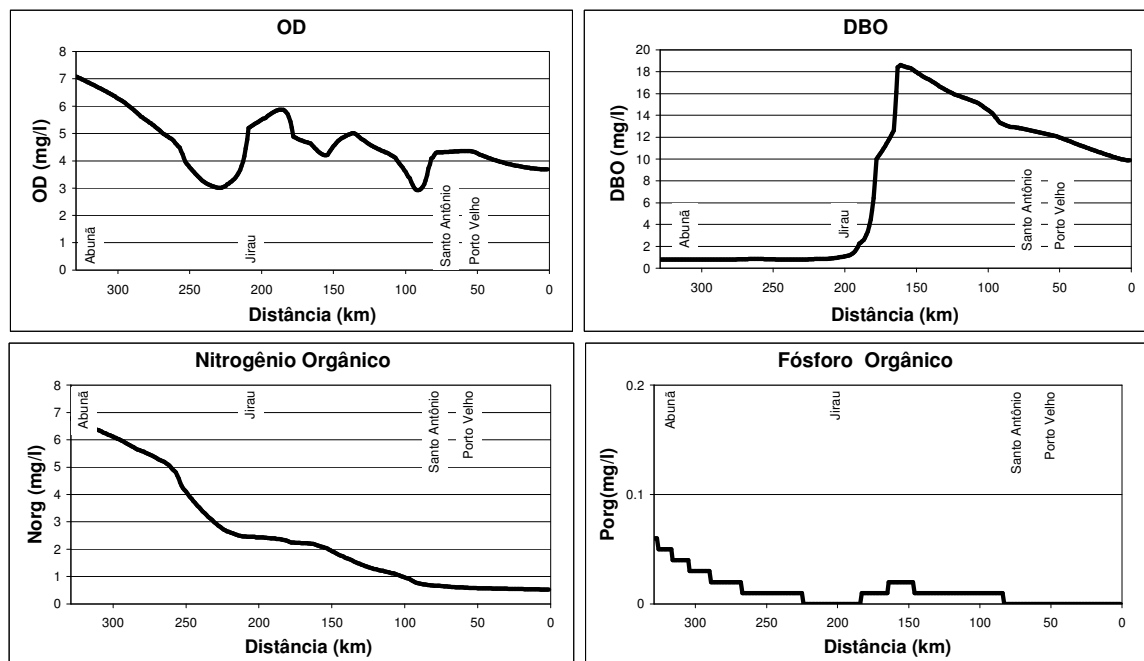 OD
8
7
6
5
4
3
2
1
0
OD (mg/l)
Abunã
Jirau
Santo Antônio
Porto Velho
300 250 200 150 100 50 0
Distância (km)
DBO
20
18
16
14
12
10
8
6
4
2
0
DBO (mg/l)
Abunã
Jirau
Santo Antônio
Porto Velho
300 250 200 150 100 50 0
Distância (km)
Nitrogênio Orgânico
8
7
6
5
4
3
2
1
0
Norg (mg/l)
Abunã
Jirau
Santo Antônio
Porto Velho
300 250 200 150 100 50 0
Distância (km)
Fósforo Orgânico
0.2
0.1
0
Porg(mg/l)
Abunã
Jirau
Santo Antônio
Porto Velho
300 250 200 150 100 50 0
Distância (km)